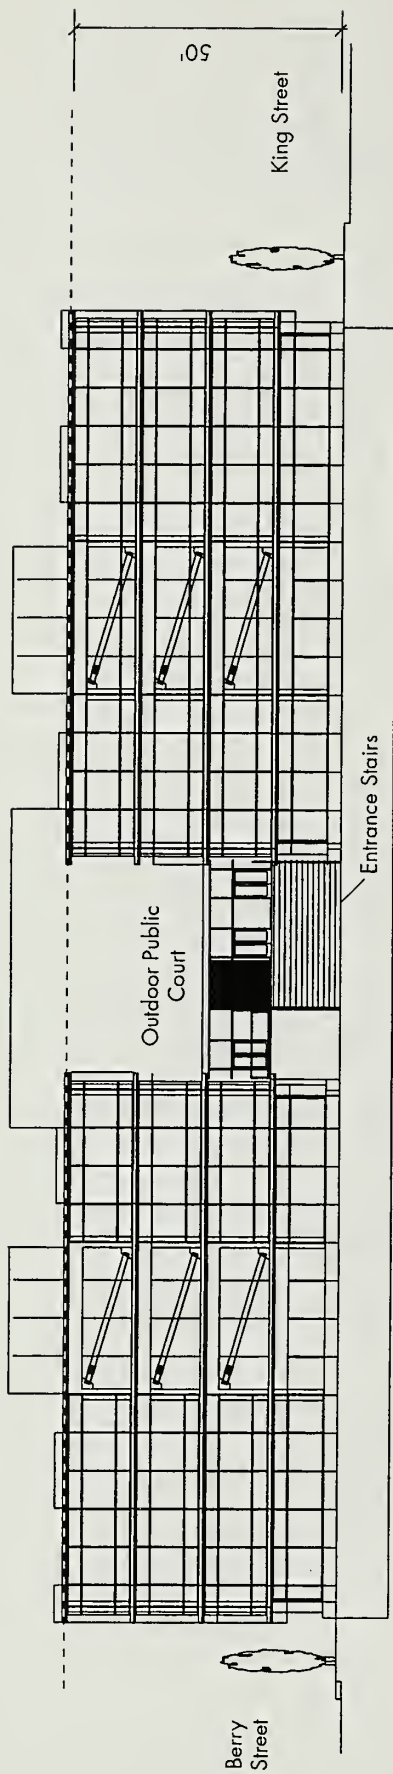 Berry
Street
Outdoor Public
Court
Entrance Stairs
King Street
50'